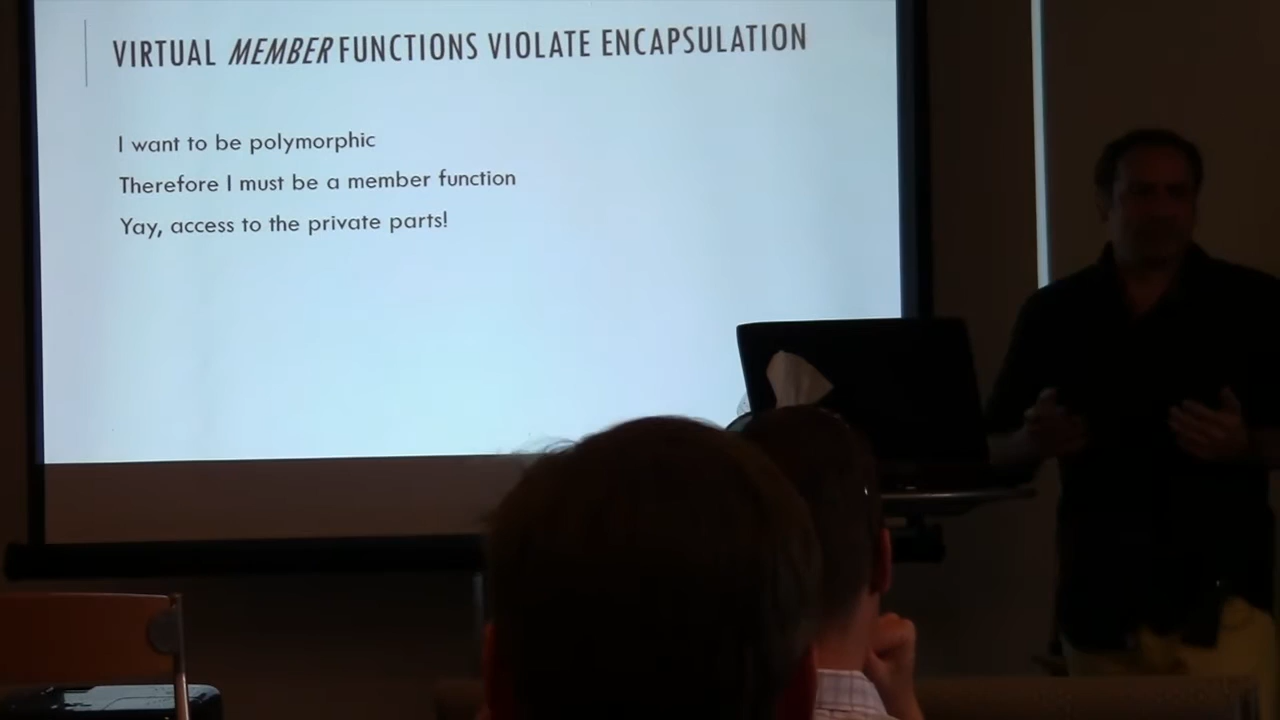 VIRTUAL MEMBER FUNCTIONS VIOLATE ENCAPSULATION
I want to be polymorphic
Therefore I must be a member function
Yay, access to the private parts!